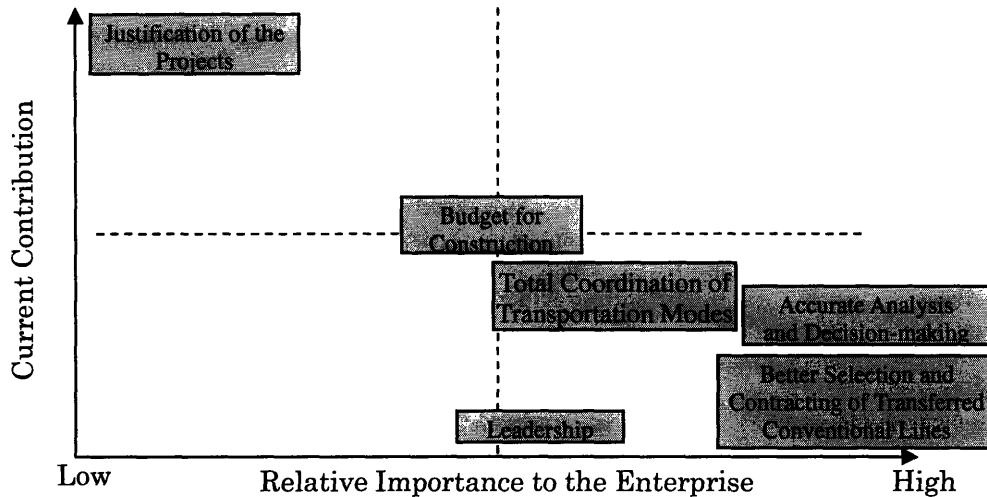 Justification of the
Projects
Current Contribution
Budget for
Construction
Total Coordination of
Transportation Modes
Accurate Analysis
and Decision-making
Better Selection and
Contracting of Transferred
Conventional Lines
Leadership
Low
Relative Importance to the Enterprise
High